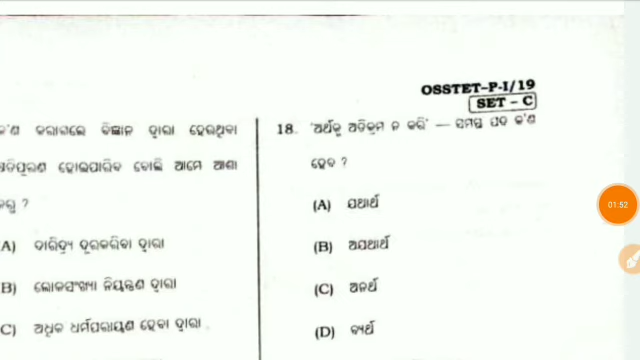 OSSTET-P-I/19
SET - C
କ'ଣ କରାଗଲେ ବିଜ୍ଞାନ ଦ୍ୱାରା ହେଉଥିବା
କ୍ଷତିପୂରଣ ହୋଇପାରିବ ବୋଲି ଆମେ ଆଶା
?
A) ଦାରିଦ୍ର୍ୟ ଦୂରକରିବା ଦ୍ୱାରା
B) ଲୋକସଂଖ୍ୟା ନିୟନ୍ତ୍ରଣ ଦ୍ୱାରା
C) ଅଧିକ ଧର୍ମପରାୟଣ ହେବା ଦ୍ୱାରା
18. 'ଅର୍ଥକୁ ଅତିକ୍ରମ ନ କରି' — ସମସ୍ତ ପଦ କ'ଣ
ହେବ ?
(A) ଯଥାର୍ଥ
(B) ଅଯଥାର୍ଥ
(C) ଅନର୍ଥ
(D) ବ୍ୟର୍ଥ
01:52